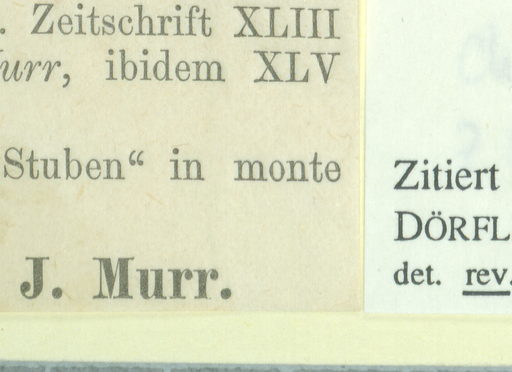 . Zeitschrift XLIII
urr, ibidem XLV
Stuben“ in monte
J. Murr.
Zitiert
DÖRFL
det. rev.